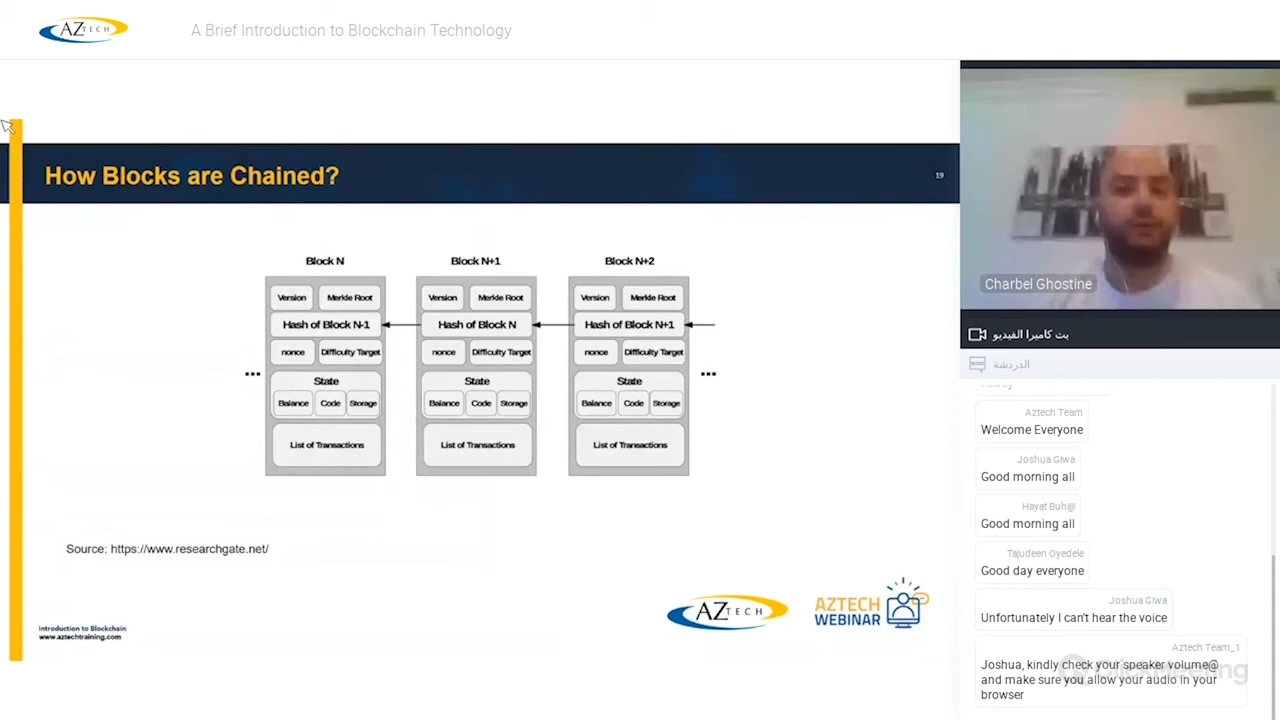 AZTECH
A Brief Introduction to Blockchain Technology
How Blocks are Chained?
19
Block N
Block N+1
Block N+2
Version
Merkle Root
Version
Merkle Root
Version
Merkle Root
Hash of Block N-1
Hash of Block N
Hash of Block N+1
nonce
Difficulty Target
nonce
Difficulty Target
nonce
Difficulty Target
...
State
State
State
...
Balance
Code
Storage
Balance
Code
Storage
Balance
Code
Storage
List of Transactions
List of Transactions
List of Transactions
Source: https://www.researchgate.net/
Introduction to Blockchain
www.aztechtraining.com
AZTECH
AZTECH
WEBINAR
Charbel Ghostine
بث كاميرا الفيديو
الدردشة
Ready
Aztech Team
Welcome Everyone
Joshua Giwa
Good morning all
Hayat Buhijji
Good morning all
Tajudeen Oyedele
Good day everyone
Joshua Giwa
Unfortunately I can't hear the voice
Aztech Team_1
Joshua, kindly check your speaker volume@
and make sure you allow your audio in your
browser
ClickMeeting